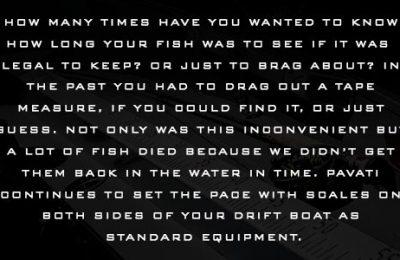 HOW MANY TIMES HAVE YOU WANTED TO KNOW
HOW LONG YOUR FISH WAS TO SEE IF IT WAS
LEGAL TO KEEP? OR JUST TO BRAG ABOUT? IN
THE PAST YOU HAD TO DRAG OUT A TAPE
MEASURE, IF YOU COULD FIND IT, OR JUST
GUESS. NOT ONLY WAS THIS INCONVENIENT BUT
A LOT OF FISH DIED BECAUSE WE DIDN'T GET
THEM BACK IN THE WATER IN TIME. PAVATI
CONTINUES TO SET THE PACE WITH SCALES ON
BOTH SIDES OF YOUR DRIFT BOAT AS
STANDARD EQUIPMENT.